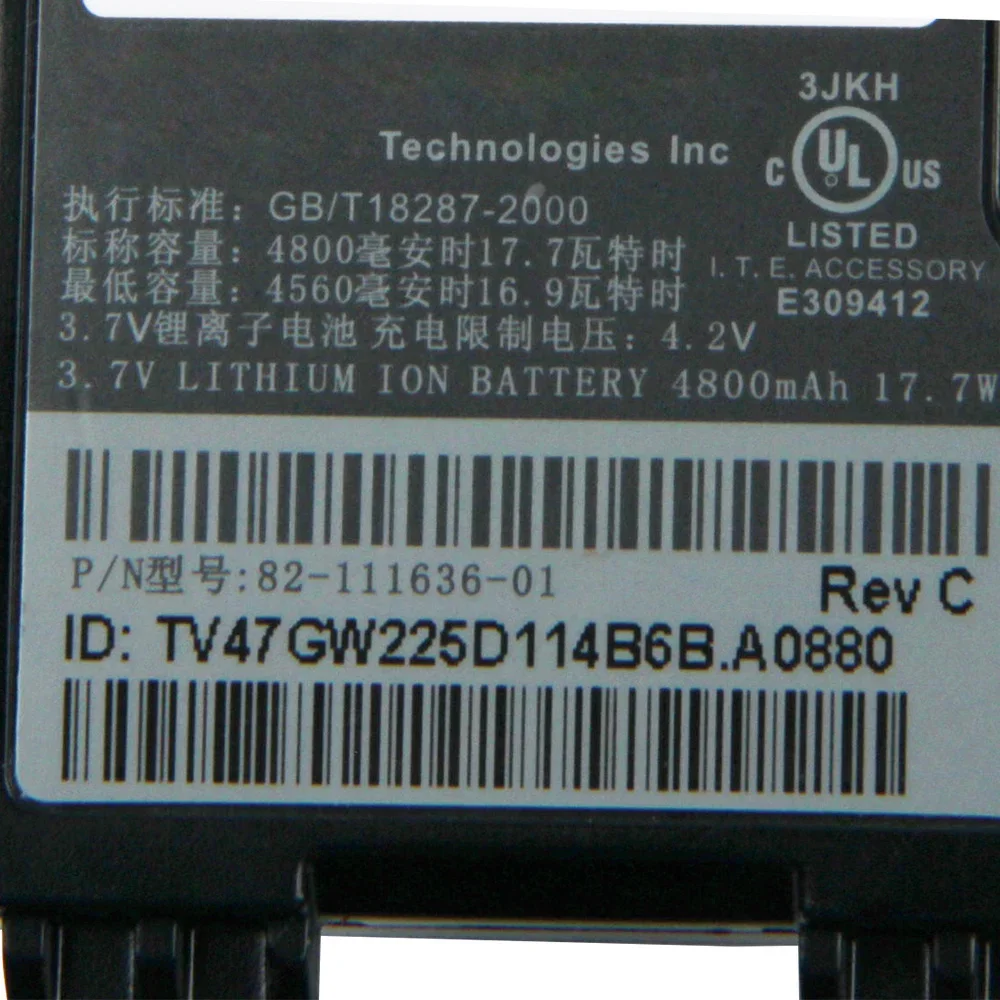 3JKH
Technologies Inc
C UL US
执行标准：GB/T18287-2000
LISTED
标称容量：4800毫安时17.7瓦特时
I.T.E. ACCESSORY
最低容量：4560毫安时16.9瓦特时
E309412
3.7V锂离子电池 充电限制电压：4.2V
3.7V LITHIUM ION BATTERY 4800mAh 17.7W
P/N型号:82-111636-01
Rev C
ID: TV47GW225D114B6B.A0880